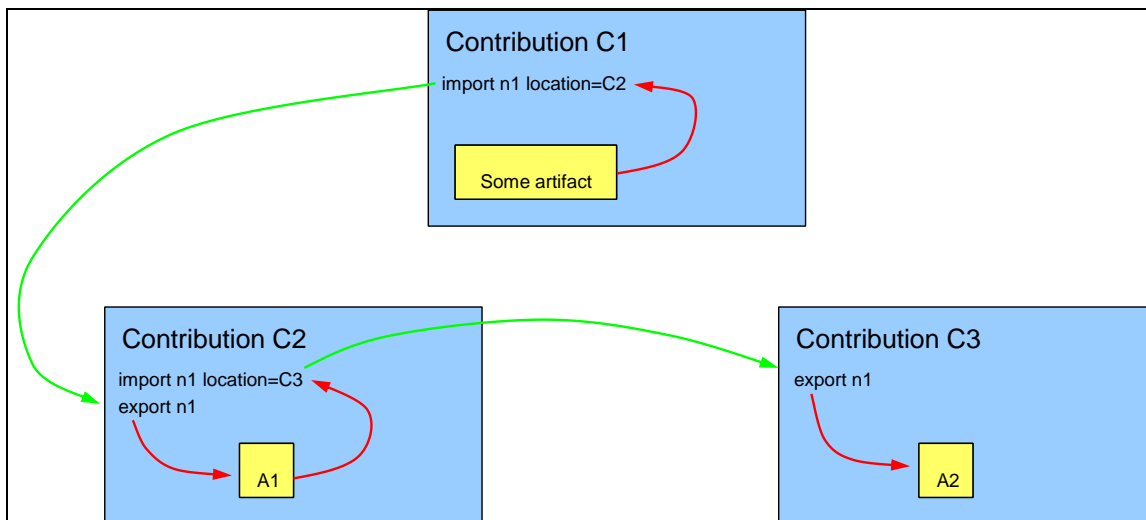 Contribution C1
import n1 location=C2
Some artifact
Contribution C2
import n1 location=C3
export n1
A1
Contribution C3
export n1
A2